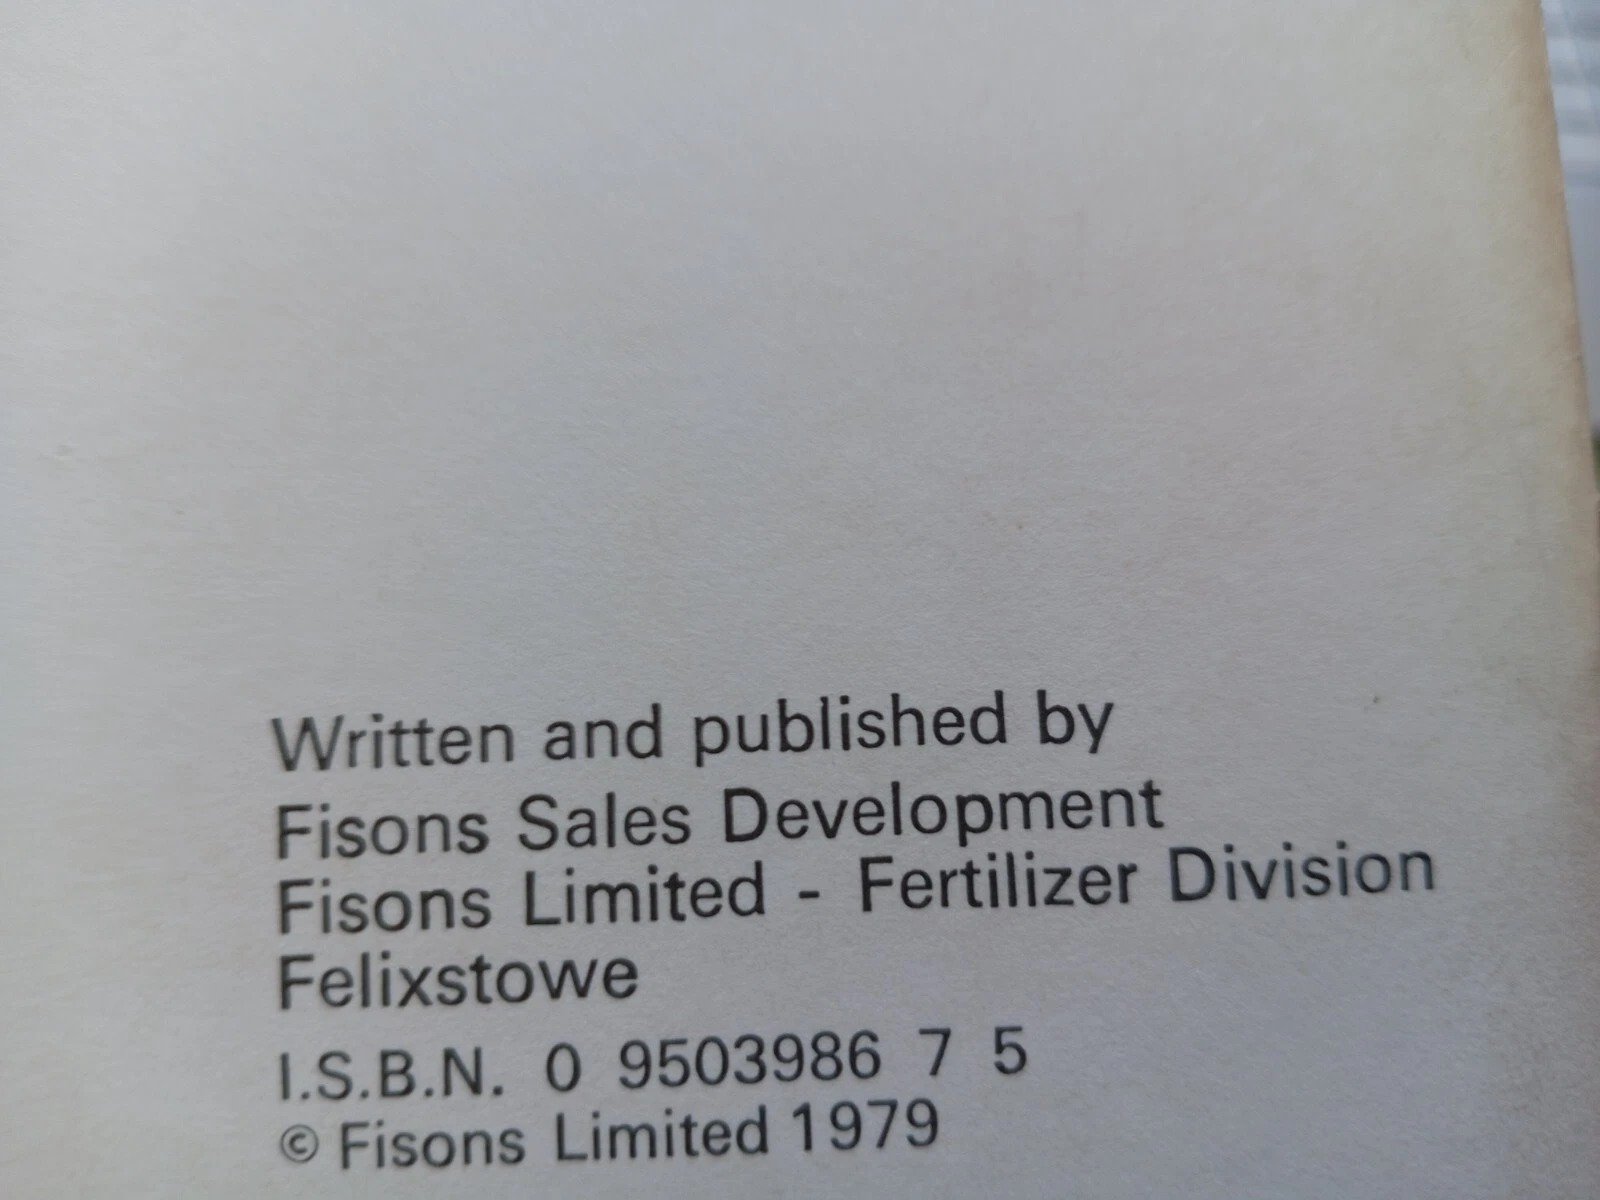 Written and published by
Fisons Sales Development
Fisons Limited - Fertilizer Division
Felixstowe
I.S.B.N. 0 9503986 7 5
© Fisons Limited 1979